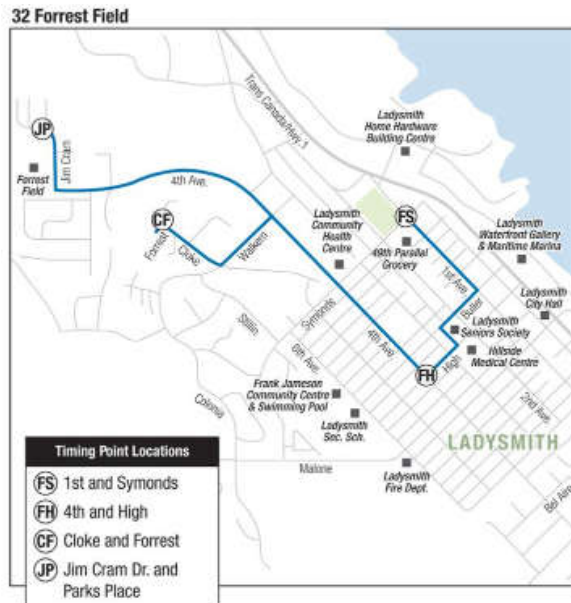 32 Forrest Field
Trans Canada/Hwy. 1
Ladysmith
Home Hardware
Building Centre
JP
Jim Cram
Forrest
Field
4th Ave.
CF
Forrest
Cloke
Walkem
Ladysmith
Community
Health
Centre
FS
49th Parallel
Grocery
1st Ave
Ladysmith
Waterfront Gallery
& Maritime Marina
Buller
Ladysmith
City Hall
Ladysmith
Seniors Society
Symonds
4th Ave
High
Hillside
Medical Centre
FH
6th Ave.
2nd Ave.
Colonia
Frank Jameson
Community Centre
& Swimming Pool
Ladysmith
Sec. Sch.
LADYSMITH
Malone
Ladysmith
Fire Dept.
Bel Aire
Timing Point Locations
FS 1st and Symonds
FH 4th and High
CF Cloke and Forrest
JP Jim Cram Dr. and
Parks Place